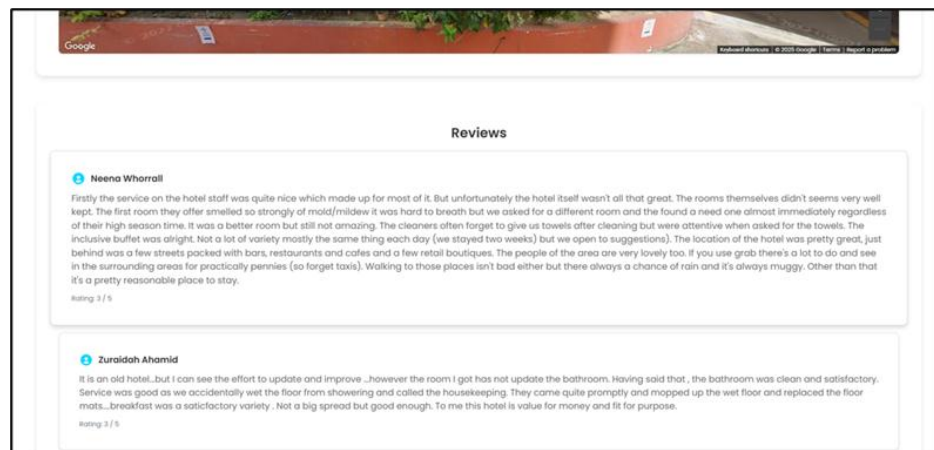 Google
Keyboard shortcuts © 2025 Google Terms Report a problem
Reviews
Neena Whorrall
Firstly the service on the hotel staff was quite nice which made up for most of it. But unfortunately the hotel itself wasn't all that great. The rooms themselves didn't seems very well
kept. The first room they offer smelled so strongly of mold/mildew it was hard to breath but we asked for a different room and the found a need one almost immediately regardless
of their high season time. It was a better room but still not amazing. The cleaners often forget to give us towels after cleaning but were attentive when asked for the towels. The
inclusive buffet was alright. Not a lot of variety mostly the same thing each day (we stayed two weeks) but we open to suggestions). The location of the hotel was pretty great, just
behind was a few streets packed with bars, restaurants and cafes and a few retail boutiques. The people of the area are very lovely too. If you use grab there's a lot to do and see
in the surrounding areas for practically pennies (so forget taxis). Walking to those places isn't bad either but there always a chance of rain and it's always muggy. Other than that
it's a pretty reasonable place to stay.
Rating: 3 / 5
Zuraidah Ahamid
It is an old hotel...but I can see the effort to update and improve ...however the room I got has not update the bathroom. Having said that , the bathroom was clean and satisfactory.
Service was good as we accidentally wet the floor from showering and called the housekeeping. They came quite promptly and mopped up the wet floor and replaced the floor
mats....breakfast was a saticfactory variety . Not a big spread but good enough. To me this hotel is value for money and fit for purpose.
Rating: 3 / 5